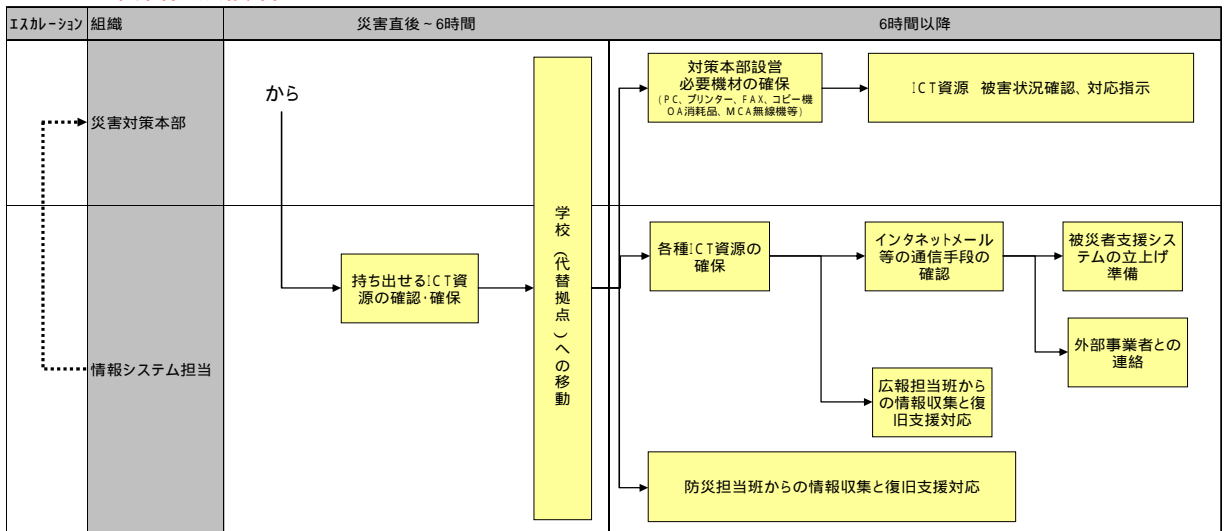 エスカレーション
組織
災害直後～6時間
6時間以降
災害対策本部
から
対策本部設営
必要機材の確保
(PC、プリンター、FAX、コピー機
OA消耗品、MCA無線機等)
ICT資源 被害状況確認、対応指示
情報システム担当
持ち出せるICT資
源の確認・確保
学校（代替拠点）への移動
各種ICT資源の
確保
インタネットメール
等の通信手段の
確認
被災者支援シス
テムの立上げ
準備
外部事業者との
連絡
広報担当班から
の情報収集と復
旧支援対応
防災担当班からの情報収集と復旧支援対応